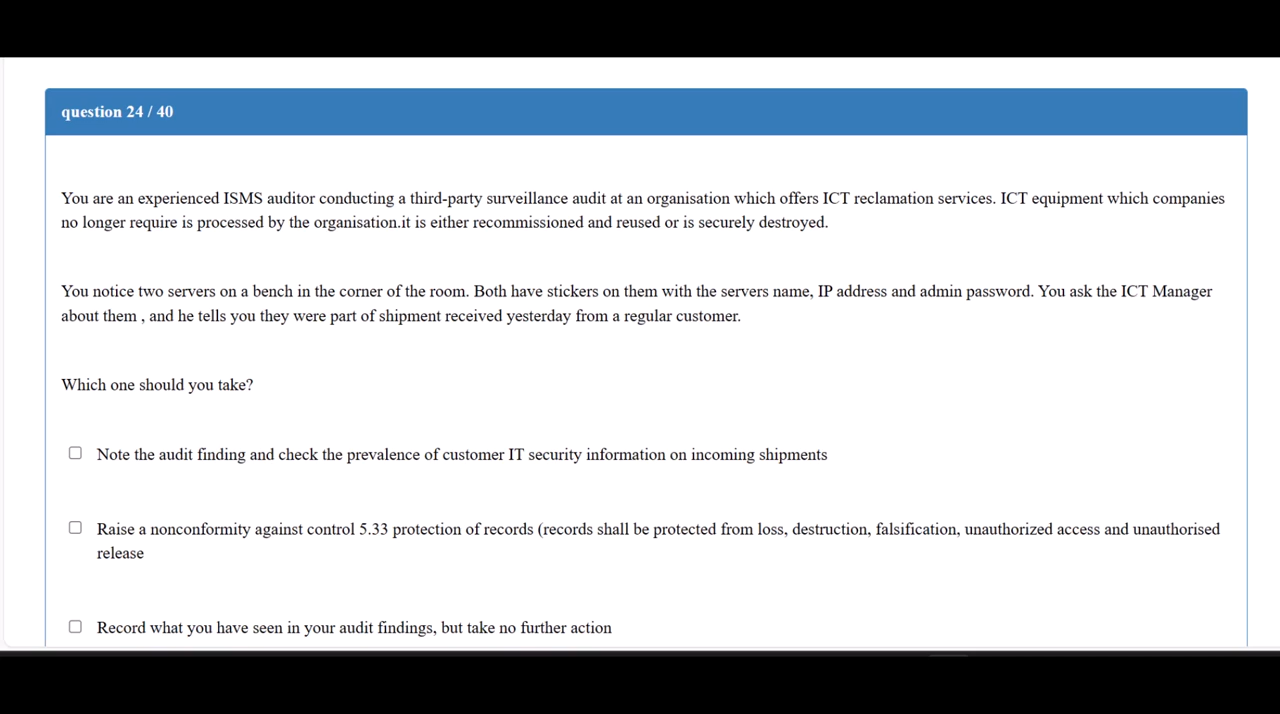 question 24 / 40
You are an experienced ISMS auditor conducting a third-party surveillance audit at an organisation which offers ICT reclamation services. ICT equipment which companies
no longer require is processed by the organisation.it is either recommissioned and reused or is securely destroyed.
You notice two servers on a bench in the corner of the room. Both have stickers on them with the servers name, IP address and admin password. You ask the ICT Manager
about them , and he tells you they were part of shipment received yesterday from a regular customer.
Which one should you take?
Note the audit finding and check the prevalence of customer IT security information on incoming shipments
Raise a nonconformity against control 5.33 protection of records (records shall be protected from loss, destruction, falsification, unauthorized access and unauthorised
release
Record what you have seen in your audit findings, but take no further action